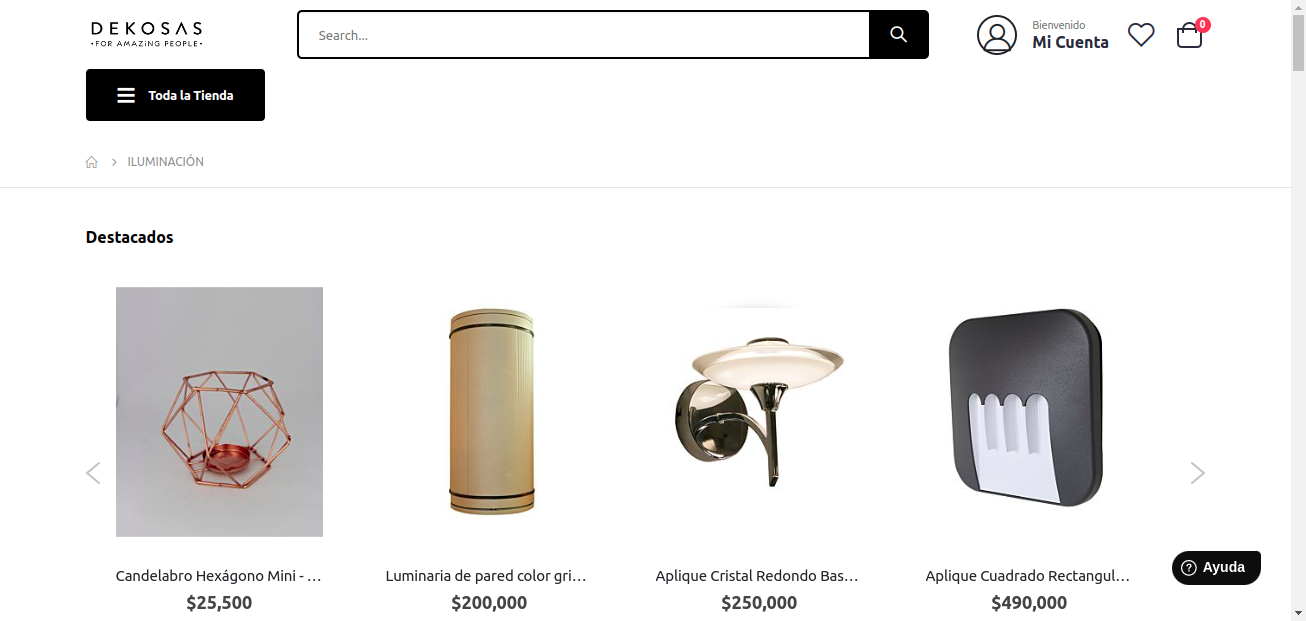 DEKOSAS
•FOR AMAZiNG PEOPLE•
Search...
Bienvenido
Mi Cuenta
0
Toda la Tienda
ILUMINACIÓN
Destacados
Candelabro Hexágono Mini - ...
$25,500
Luminaria de pared color gri...
$200,000
Aplique Cristal Redondo Bas...
$250,000
Aplique Cuadrado Rectangul...
$490,000
Ayuda